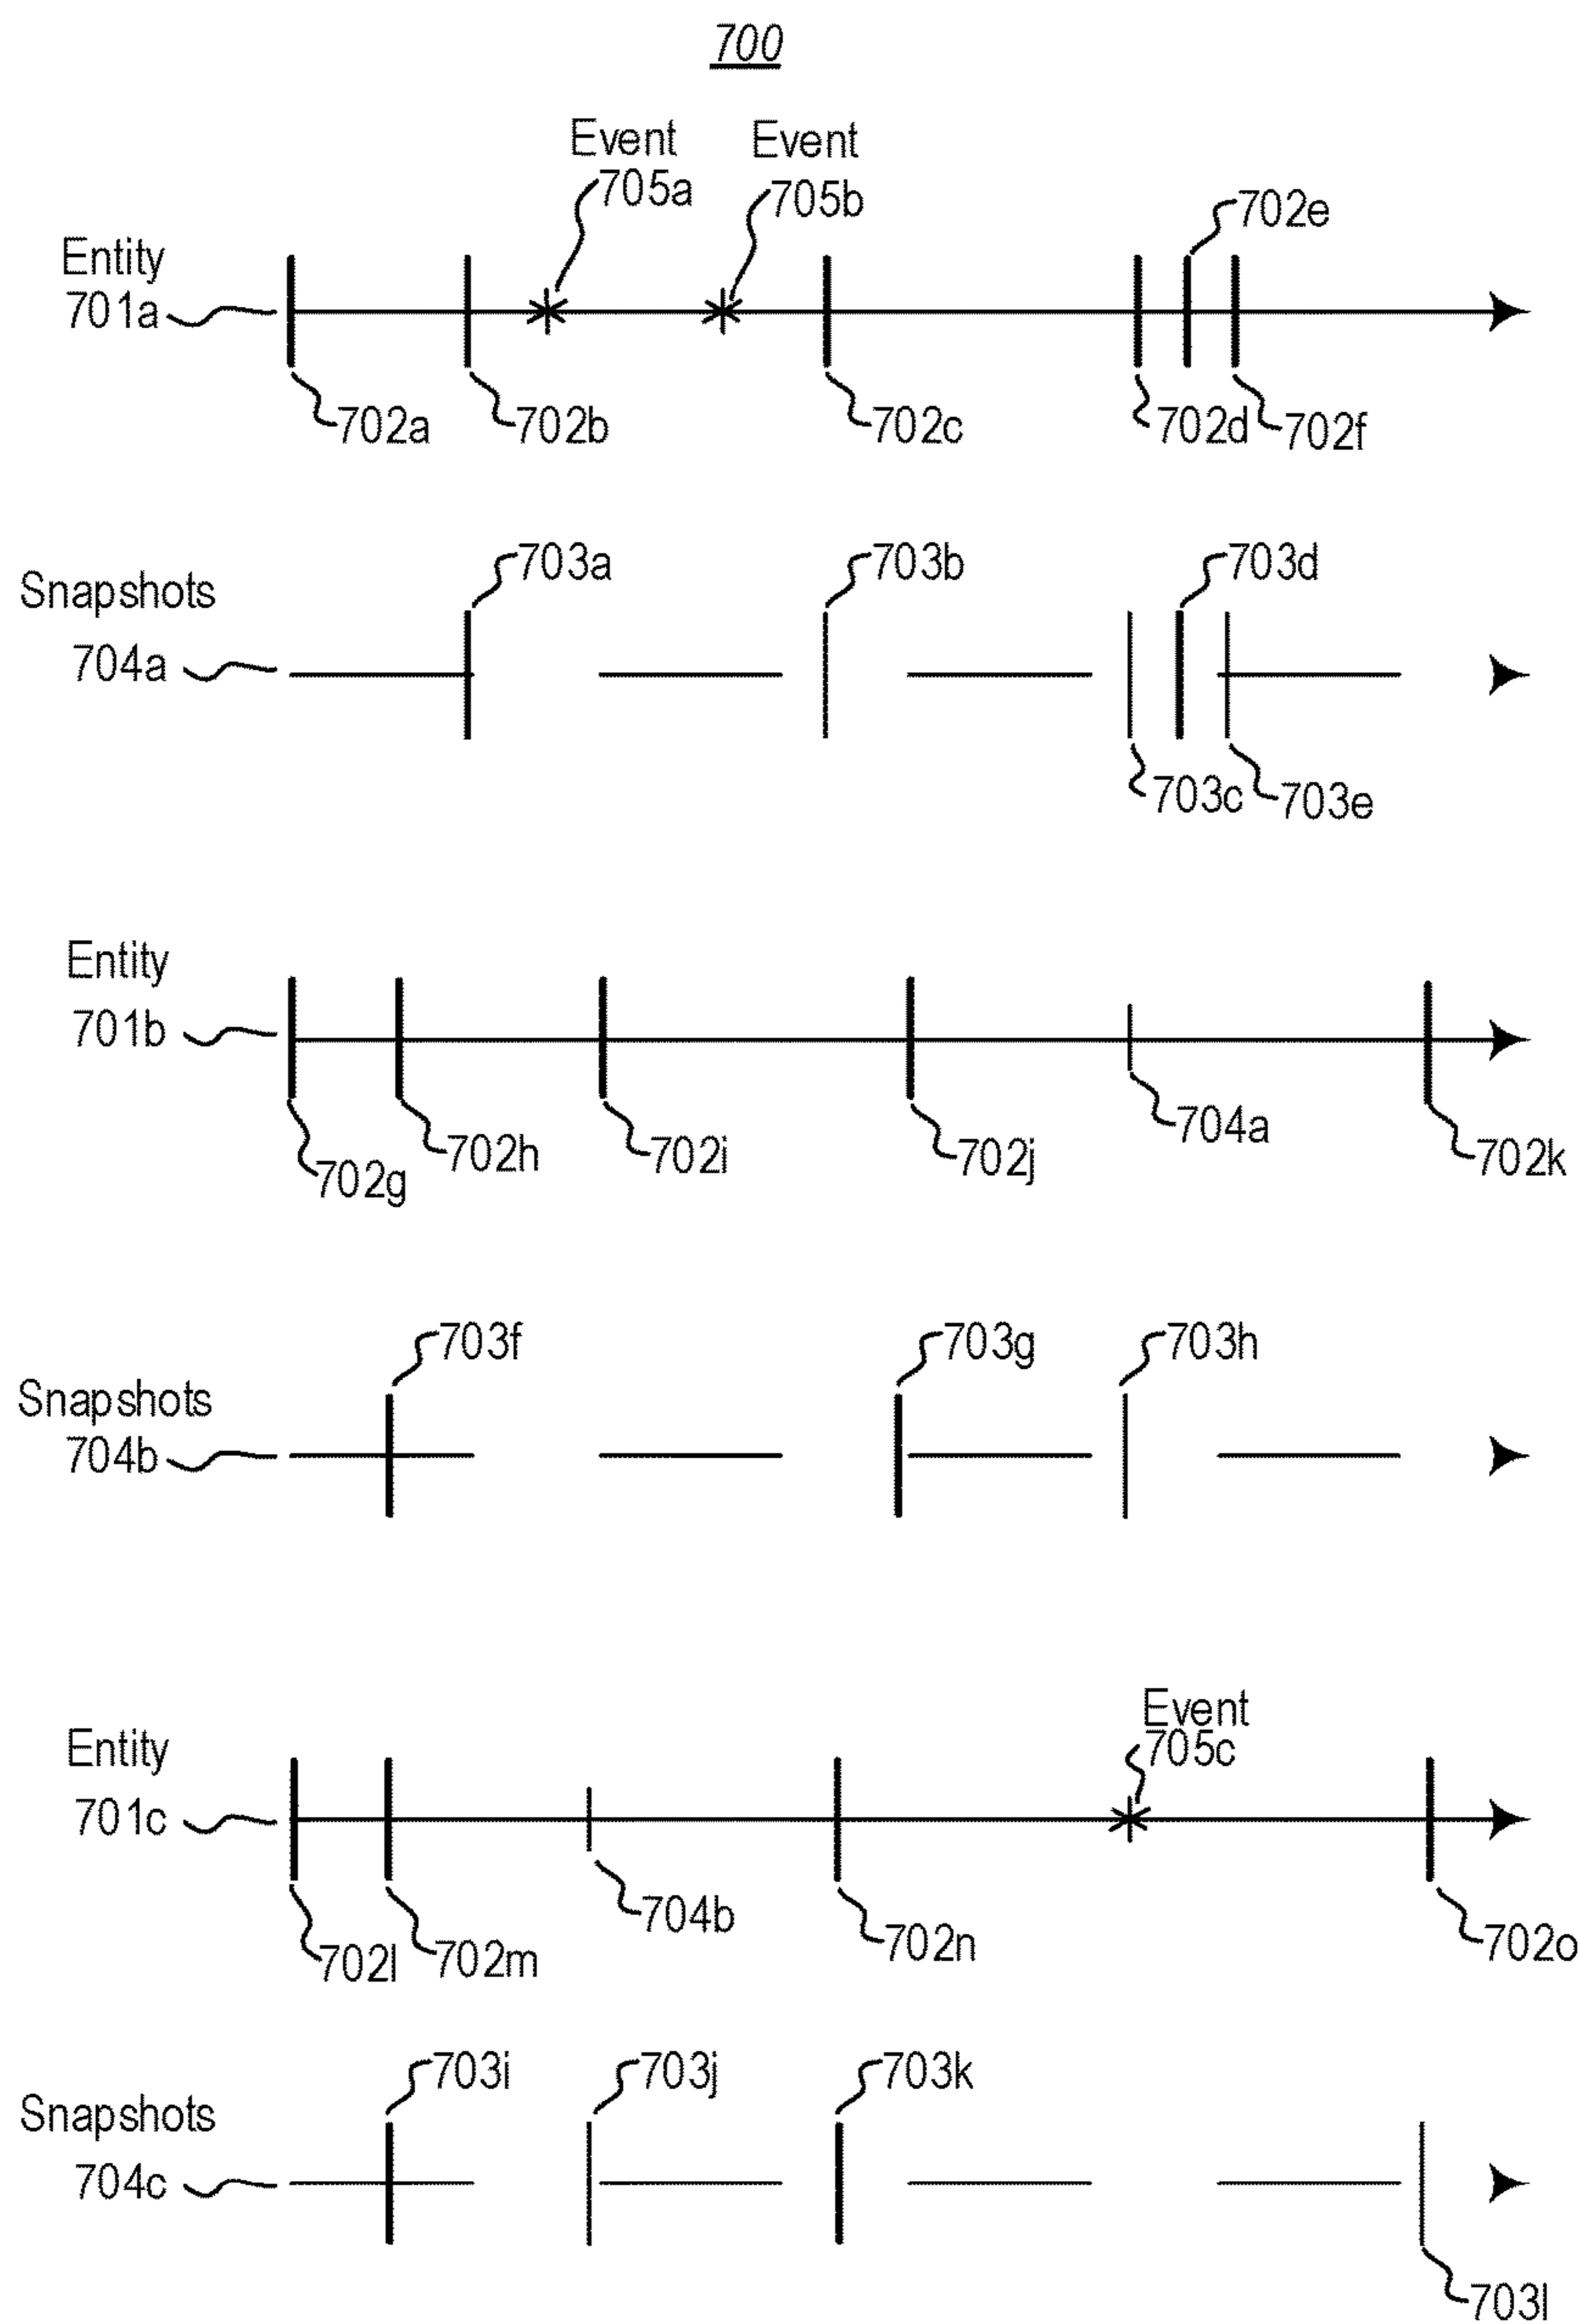 700
Event
705a
Event
705b
702e
Entity
701a
702a
702b
702c
702d
702f
703a
703b
703d
Snapshots
704a
703c
703e
Entity
701b
704a
702g
702h
702i
702j
702k
703f
703g
703h
Snapshots
704b
Event
705c
Entity
701c
704b
702l
702m
702n
702o
703i
703j
703k
Snapshots
704c
703l